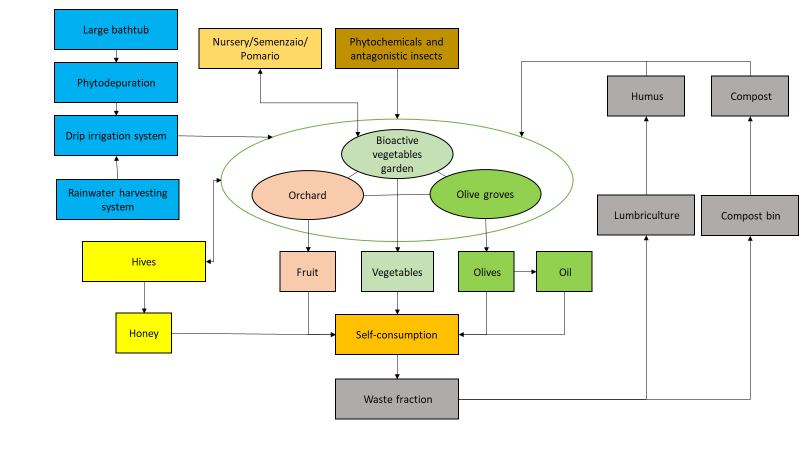 Large bathtub
Nursery/Semenzaio/
Pomario
Phytochemicals and
antagonistic insects
Phytodepuration
Humus
Compost
Drip irrigation system
Bioactive
vegetables
garden
Rainwater harvesting
system
Orchard
Olive groves
Lumbriculture
Compost bin
Hives
Fruit
Vegetables
Olives
Oil
Honey
Self-consumption
Waste fraction